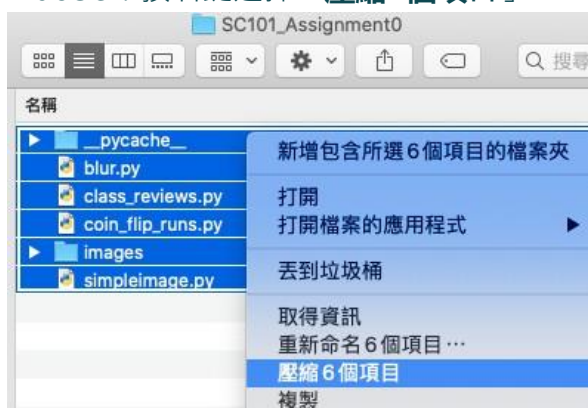 SC101_Assignment0
搜尋
名稱
__pycache__
blur.py
class_reviews.py
coin_flip_runs.py
images
simpleimage.py
新增包含所選6個項目的檔案夾
打開
打開檔案的應用程式
丟到垃圾桶
取得資訊
重新命名6個項目⋯
壓縮6個項目
複製